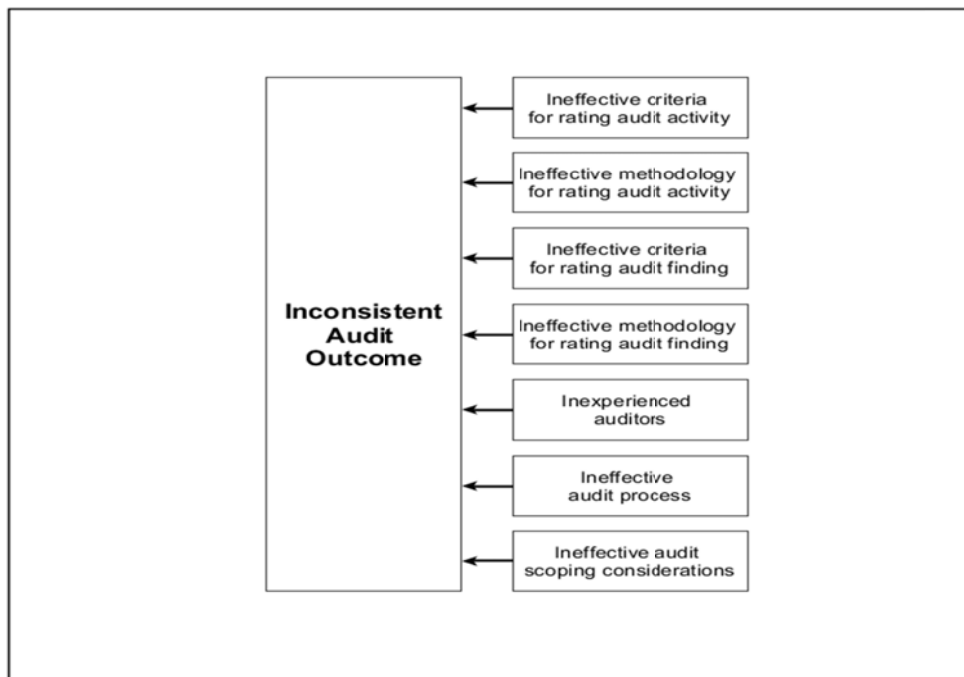 Inconsistent
Audit
Outcome
Ineffective criteria
for rating audit activity
Ineffective methodology
for rating audit activity
Ineffective criteria
for rating audit finding
Ineffective methodology
for rating audit finding
Inexperienced
auditors
Ineffective
audit process
Ineffective audit
scoping considerations